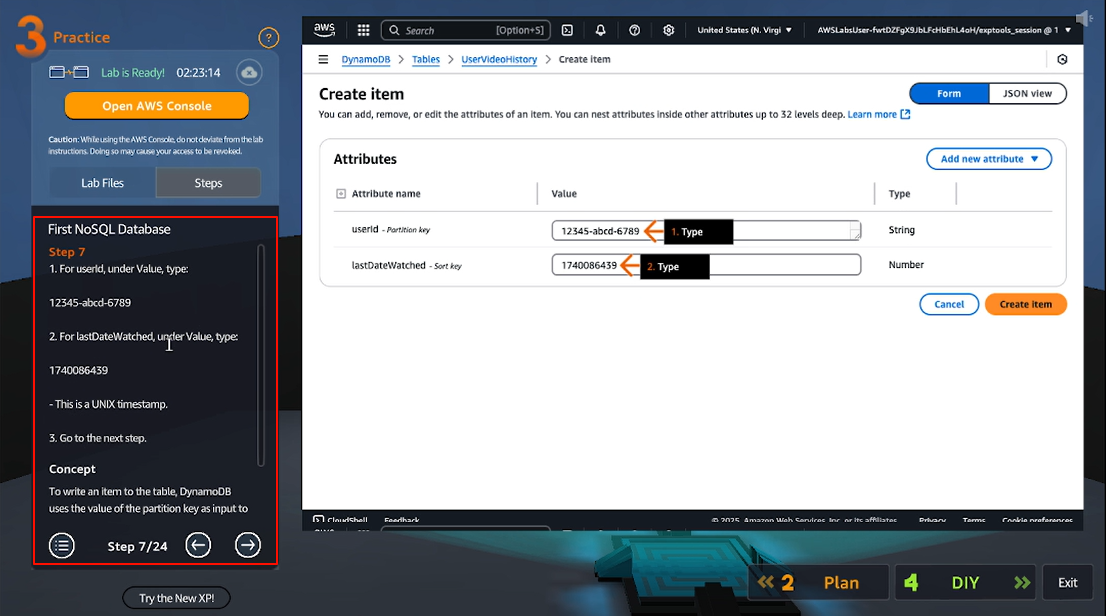 3 Practice
?
Lab is Ready! 02:23:14
Open AWS Console
Caution: While using the AWS Console, do not deviate from the lab
instructions. Doing so may cause your access to be revoked.
Lab Files Steps
First NoSQL Database
Step 7
1. For userId, under Value, type:
12345-abcd-6789
2. For lastDateWatched, under Value, type:
1740086439
- This is a UNIX timestamp.
3. Go to the next step.
Concept
To write an item to the table, DynamoDB
uses the value of the partition key as input to
Step 7/24
Try the New XP!
aws Search [Option+S] United States (N. Virgi AWSLabsUser-fwtDZFgX9JbLFcHbEhL4oH/exptools_session @ 1
DynamoDB > Tables > UserVideoHistory > Create item
Create item
Form JSON view
You can add, remove, or edit the attributes of an item. You can nest attributes inside other attributes up to 32 levels deep. Learn more
Attributes
Add new attribute
Attribute name Value Type
userId - Partition key 12345-abcd-6789 1. Type String
lastDateWatched - Sort key 1740086439 2. Type Number
Cancel Create item
CloudShell Feedback © 2025, Amazon Web Services, Inc. or its affiliates. Privacy Terms Cookie preferences
2 Plan
4 DIY
Exit